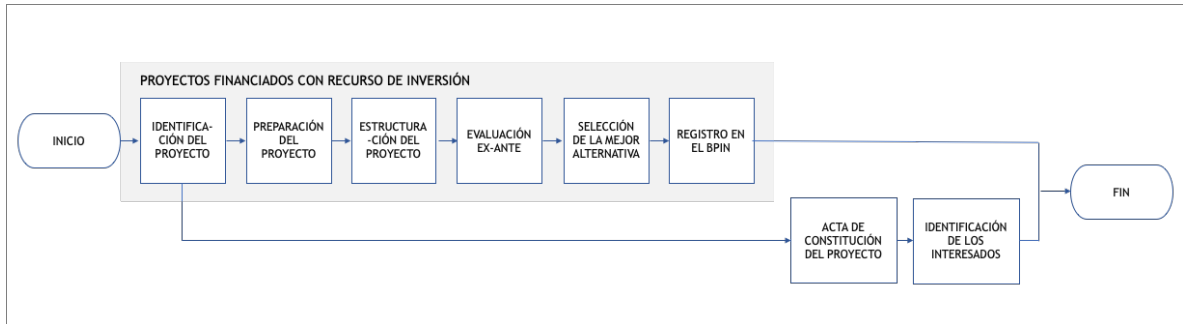 PROYECTOS FINANCIADOS CON RECURSO DE INVERSIÓN
INICIO
IDENTIFICA-
CIÓN DEL
PROYECTO
PREPARACIÓN
DEL
PROYECTO
ESTRUCTURA
-CIÓN DEL
PROYECTO
EVALUACIÓN
EX-ANTE
SELECCIÓN
DE LA MEJOR
ALTERNATIVA
REGISTRO EN
EL BPIN
FIN
ACTA DE
CONSTITUCIÓN
DEL PROYECTO
IDENTIFICACIÓN
DE LOS
INTERESADOS